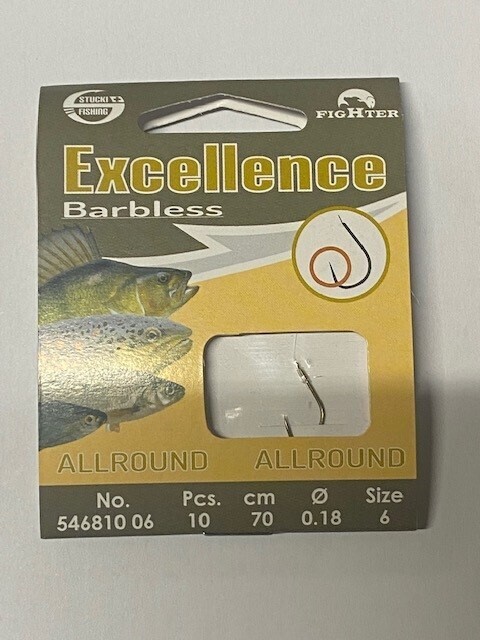 STUCKI
FISHING
FIGHTER
Excellence
Barbless
ALLROUND ALLROUND
No. Pcs. cm Ø Size
546810 06 10 70 0.18 6